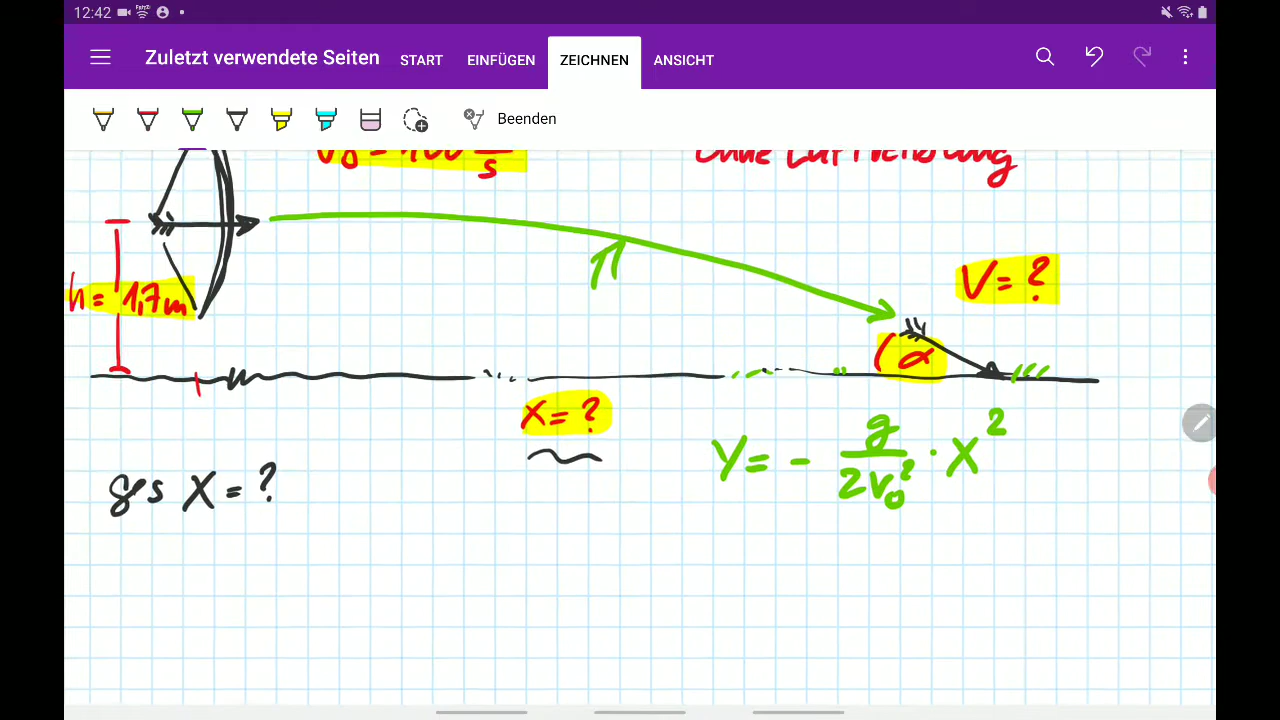 12:42
Zuletzt verwendete Seiten START EINFÜGEN ZEICHNEN ANSICHT
Beenden
s
h = 1,7m
V = ?
α
x = ?
y = - g / 2v₀² · x²
ges X = ?